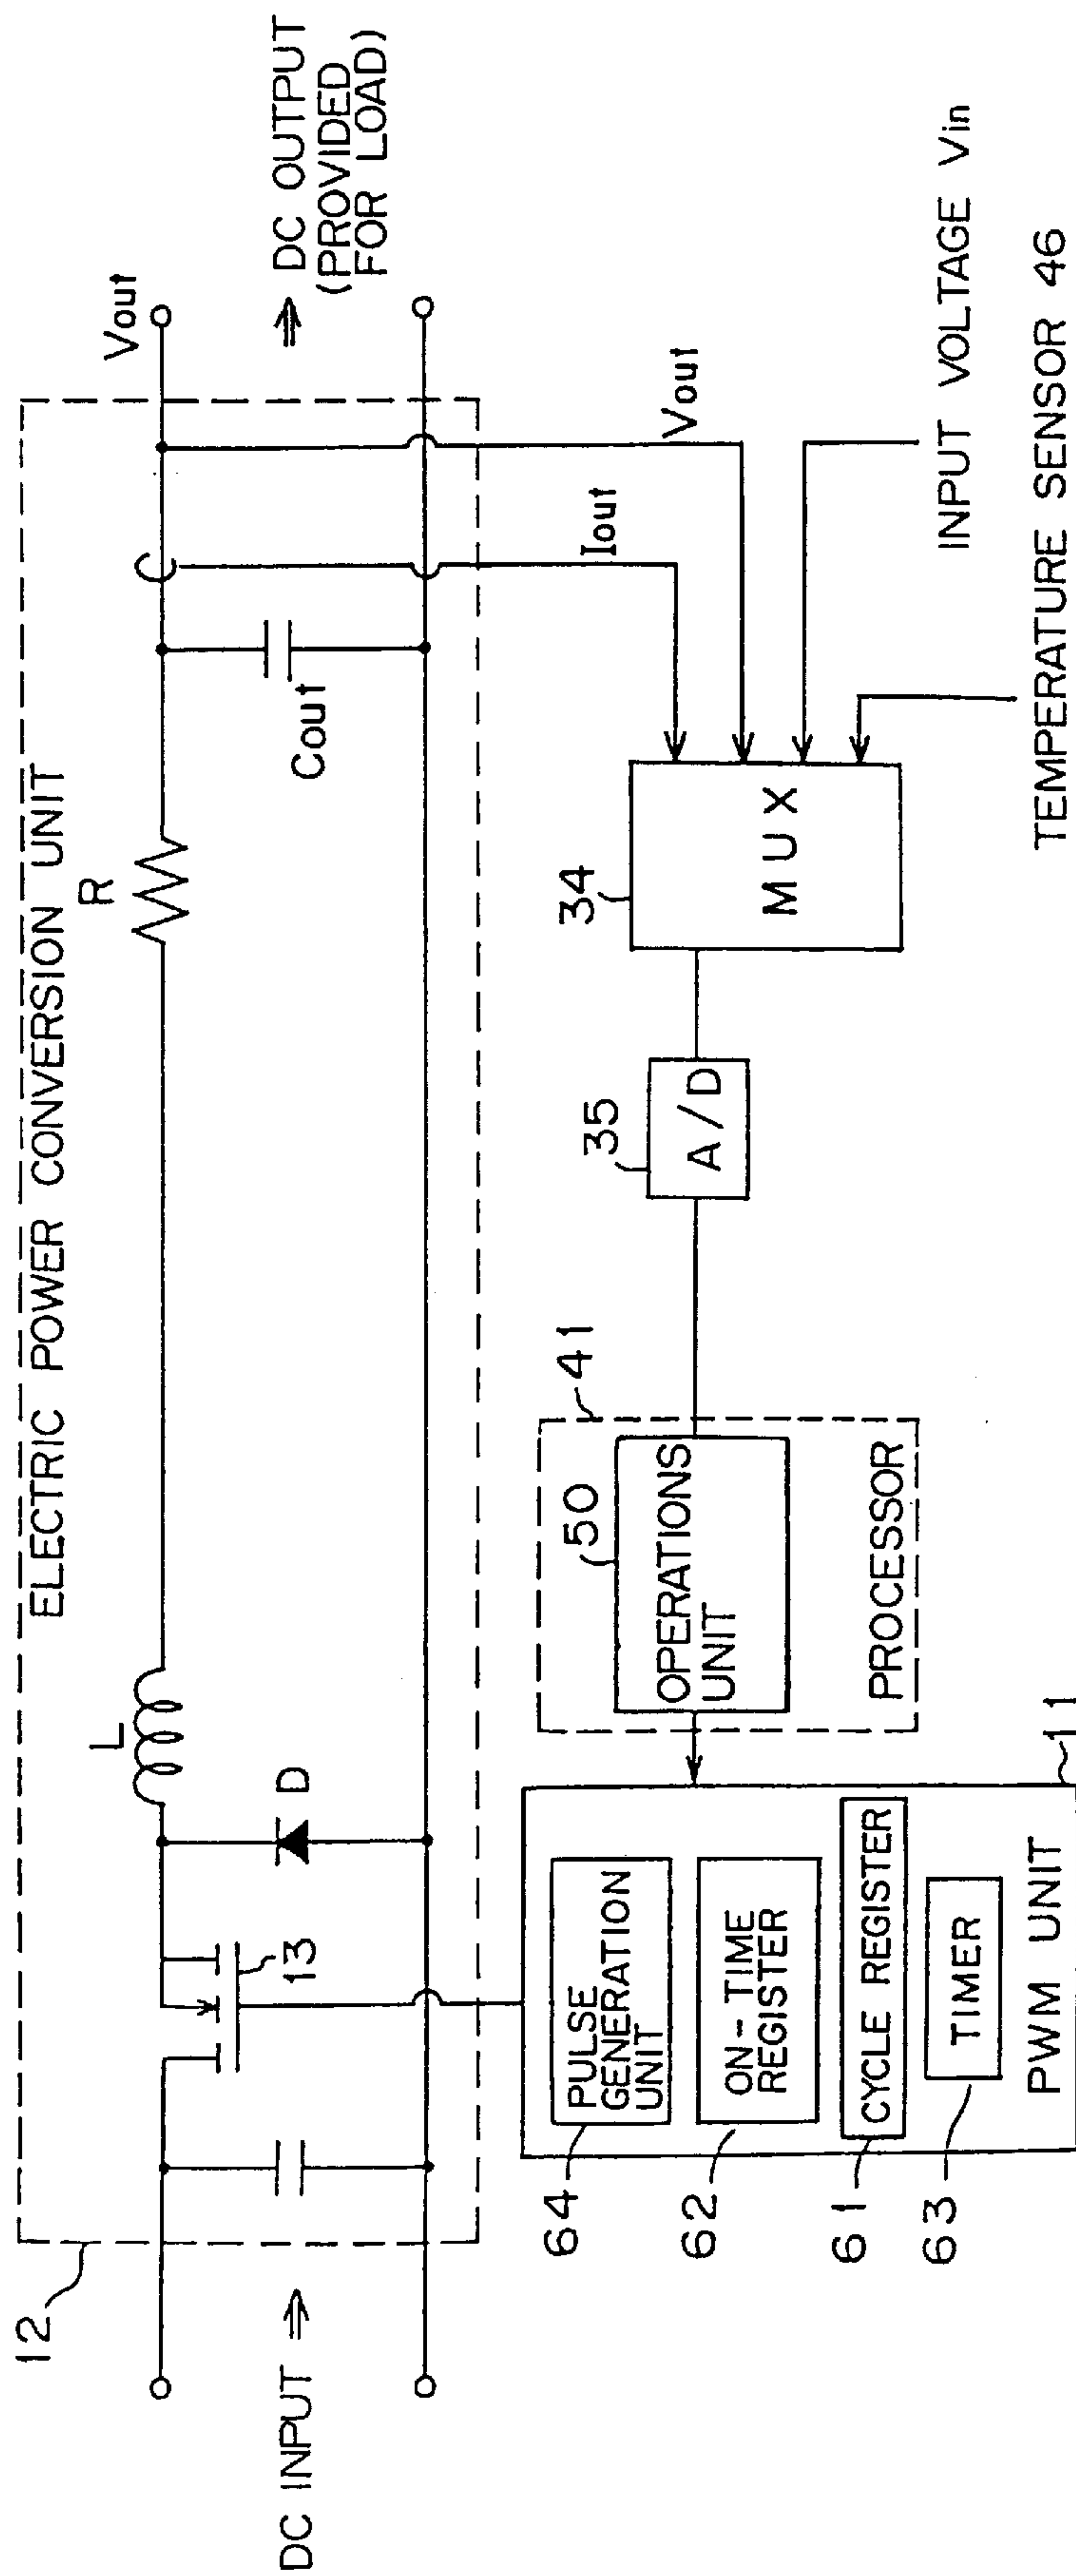 12
ELECTRIC POWER CONVERSION UNIT
DC INPUT ⇒
13
L
D
R
Cout
Vout
⇒ DC OUTPUT
(PROVIDED
FOR LOAD)
Iout
Vout
64
PULSE
GENERATION
UNIT
62
ON-TIME
REGISTER
61
CYCLE REGISTER
63
TIMER
PWM UNIT
11
50
OPERATIONS
UNIT
PROCESSOR
41
35
A/D
34
MUX
INPUT VOLTAGE Vin
TEMPERATURE SENSOR 46